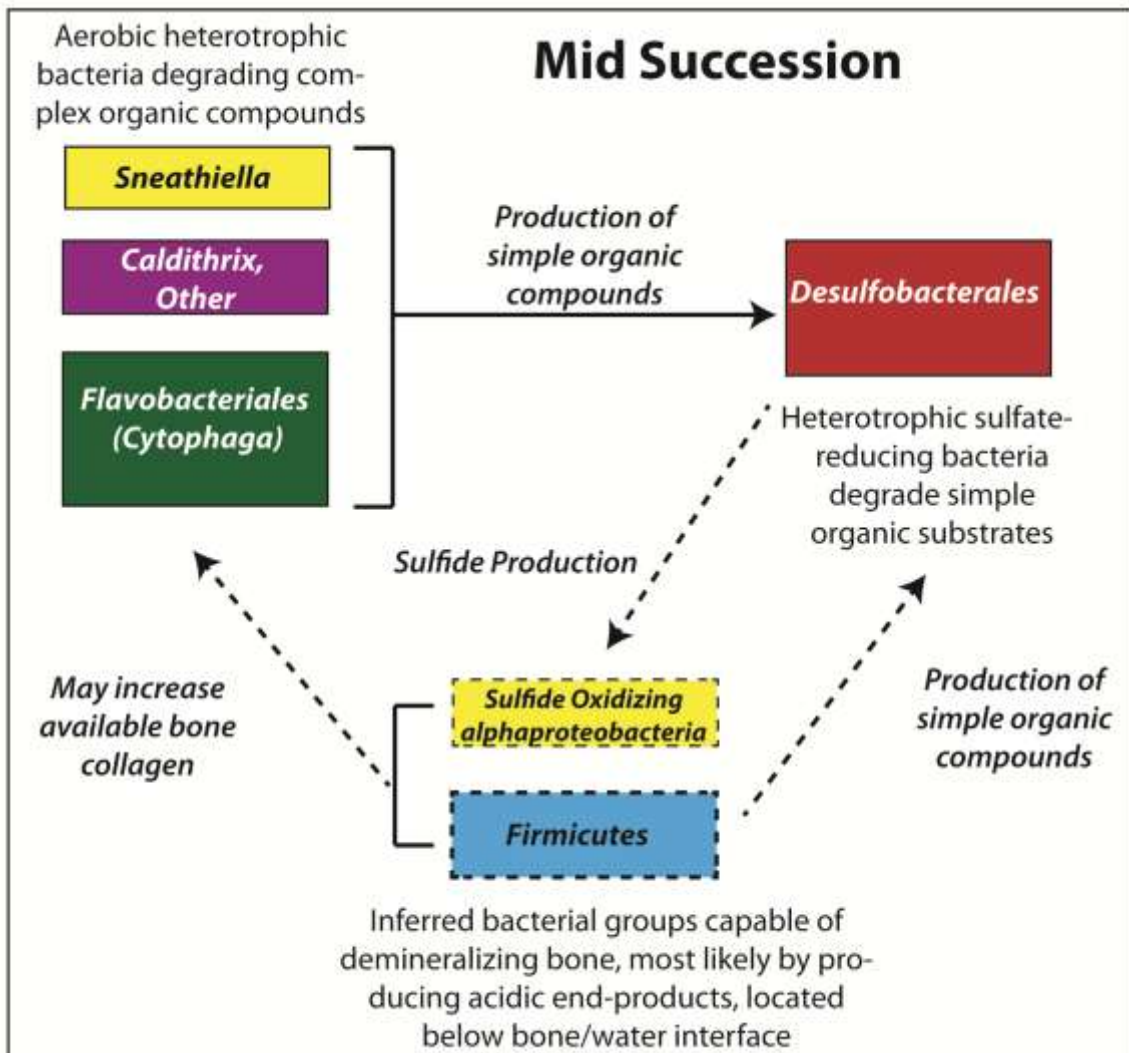 Mid Succession
Aerobic heterotrophic
bacteria degrading com-
plex organic compounds
Sneathiella
Caldithrix,
Other
Flavobacteriales
(Cytophaga)
Production of
simple organic
compounds
Desulfobacterales
Heterotrophic sulfate-
reducing bacteria
degrade simple
organic substrates
Sulfide Production
May increase
available bone
collagen
Sulfide Oxidizing
alphaproteobacteria
Firmicutes
Production of
simple organic
compounds
Inferred bacterial groups capable of
demineralizing bone, most likely by pro-
ducing acidic end-products, located
below bone/water interface